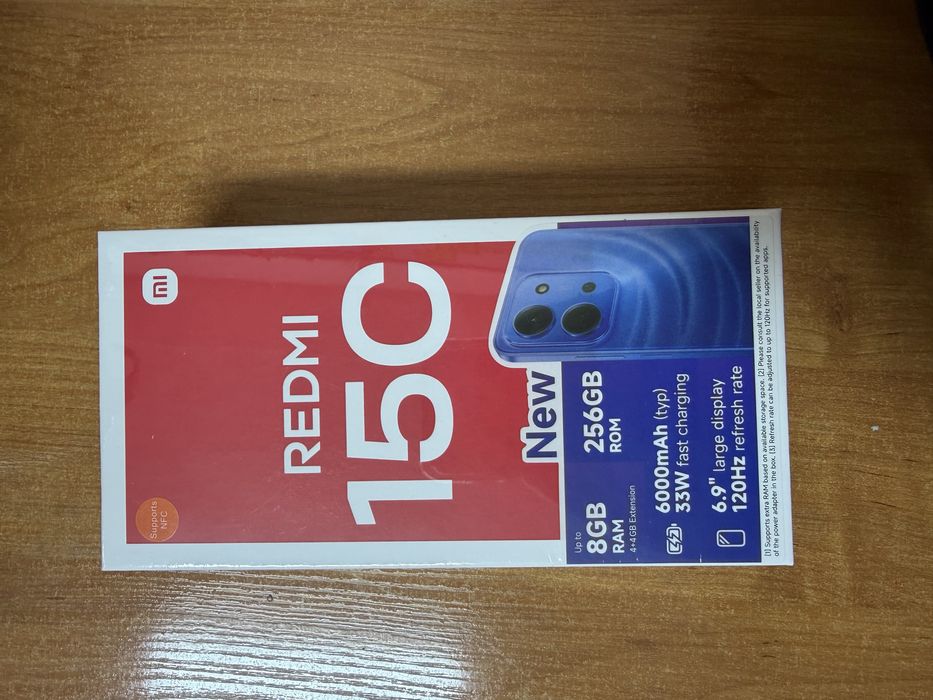 Supports
NFC
mi
REDMI
15C
New
Up to
8GB
RAM
4+4GB Extension
256GB
ROM
6000mAh (typ)
33W fast charging
6.9" large display
120Hz refresh rate
[1] Supports extra RAM based on available storage space. [2] Please consult the local seller on the availability
of the power adapter in the box. [3] Refresh rate can be adjusted to up to 120Hz for supported apps.